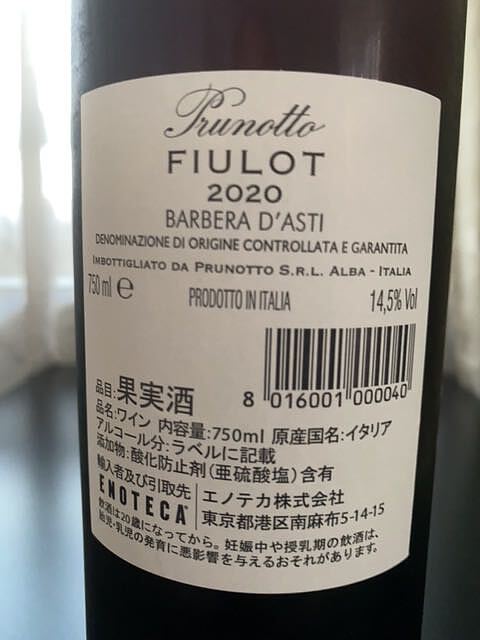 Prunotto
FIULOT
2020
BARBERA D'ASTI
DENOMINAZIONE DI ORIGINE CONTROLLATA E GARANTITA
IMBOTTIGLIATO DA PRUNOTTO S.R.L. ALBA - ITALIA
750 ml e PRODOTTO IN ITALIA 14,5% Vol
8 016001 000040
品目:果実酒
品名:ワイン 内容量:750ml 原産国名:イタリア
アルコール分:ラベルに記載
添加物:酸化防止剤(亜硫酸塩)含有
輸入者及び引取先
ENOTECA エノテカ株式会社
東京都港区南麻布5-14-15
飲酒は20歳になってから。妊娠中や授乳期の飲酒は、
胎児・乳児の発育に悪影響を与えるおそれがあります。